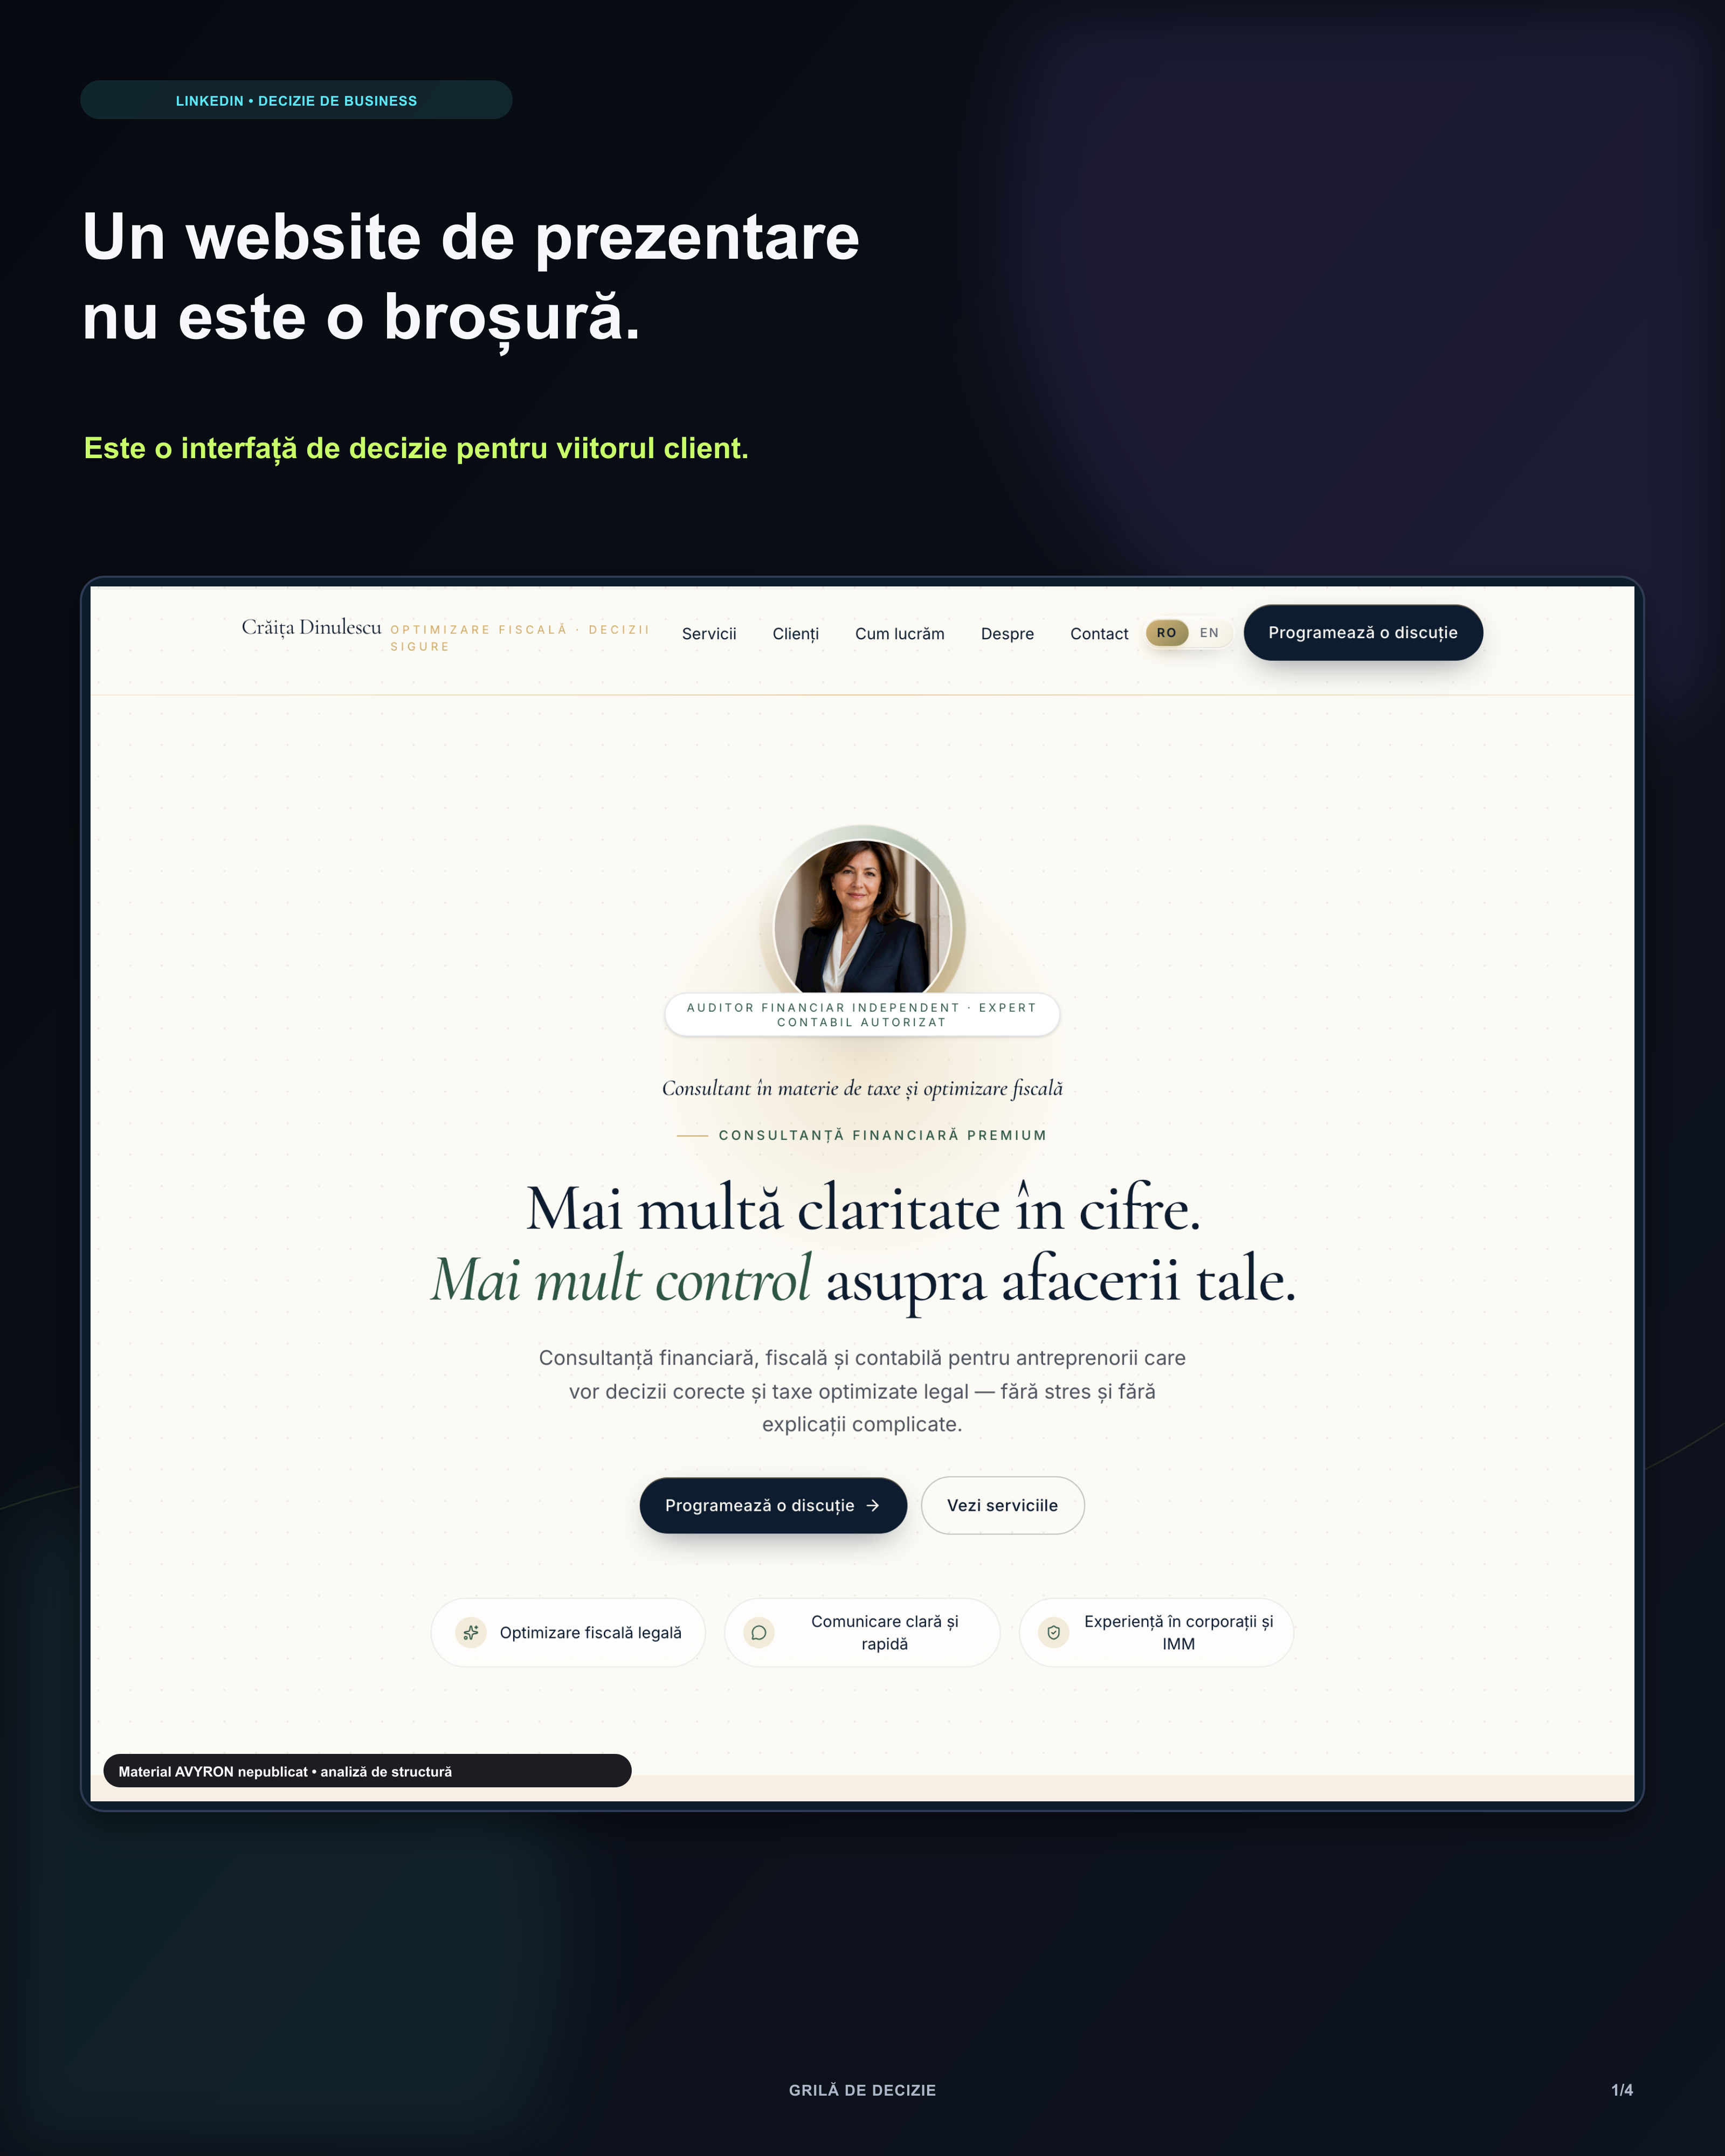 LINKEDIN • DECIZIE DE BUSINESS
Un website de prezentare
nu este o broșură.
Este o interfață de decizie pentru viitorul client.
Crăița Dinulescu
OPTIMIZARE FISCALĂ · DECIZII
SIGURE
Servicii
Clienți
Cum lucrăm
Despre
Contact
RO
EN
Programează o discuție
AUDITOR FINANCIAR INDEPENDENT · EXPERT
CONTABIL AUTORIZAT
Consultant în materie de taxe și optimizare fiscală
CONSULTANȚĂ FINANCIARĂ PREMIUM
Mai multă claritate în cifre.
Mai mult control asupra afacerii tale.
Consultanță financiară, fiscală și contabilă pentru antreprenorii care
vor decizii corecte și taxe optimizate legal — fără stres și fără
explicații complicate.
Programează o discuție →
Vezi serviciile
Optimizare fiscală legală
Comunicare clară și
rapidă
Experiență în corporații și
IMM
Material AVYRON nepublicat • analiză de structură
GRILĂ DE DECIZIE
1/4